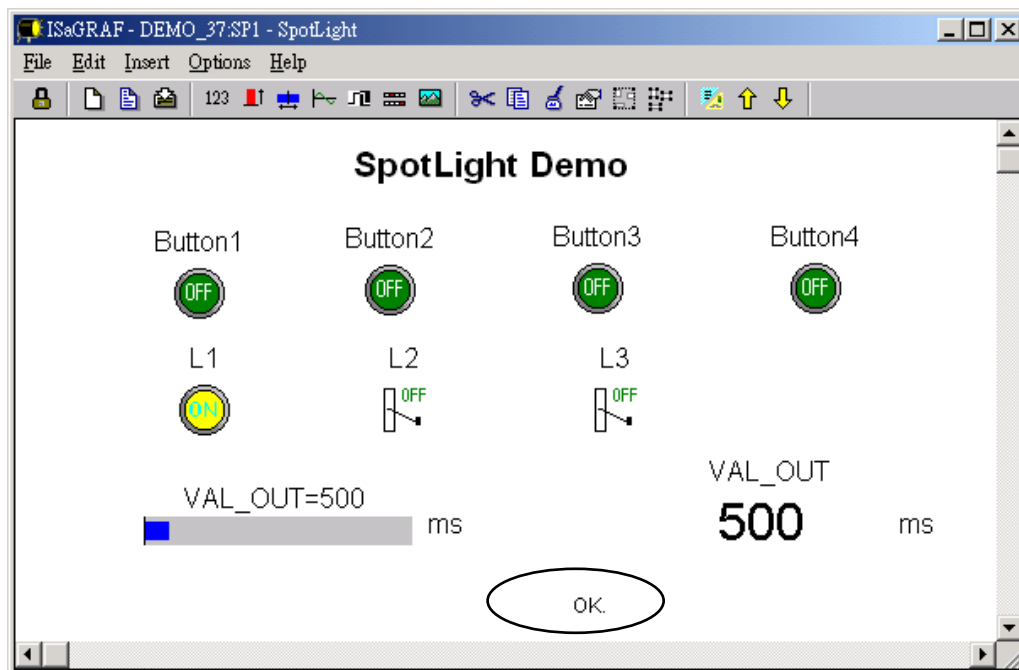 ISaGRAF - DEMO_37:SP1 - SpotLight
File Edit Insert Options Help
123
SpotLight Demo
Button1 Button2 Button3 Button4
OFF OFF OFF OFF
L1 L2 L3
ON OFF OFF
VAL_OUT=500 ms
VAL_OUT
500 ms
OK.